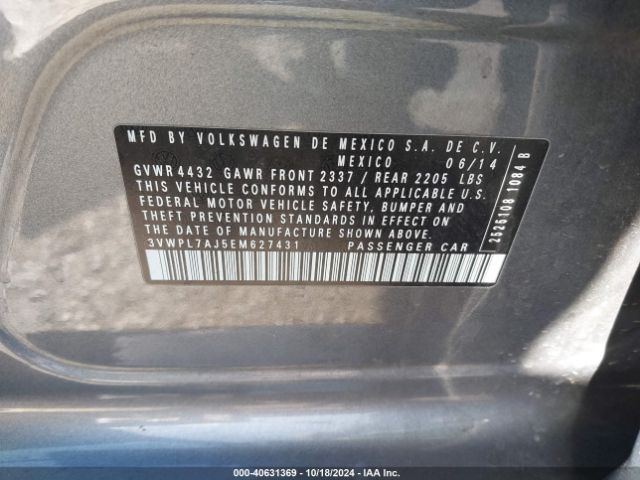 MFD BY VOLKSWAGEN DE MEXICO S.A. DE C.V.
MEXICO 06/14
GVWR 4432 GAWR FRONT 2337 / REAR 2205 LBS
THIS VEHICLE CONFORMS TO ALL APPLICABLE U.S.
FEDERAL MOTOR VEHICLE SAFETY, BUMPER AND
THEFT PREVENTION STANDARDS IN EFFECT ON
THE DATE OF MANUFACTURE SHOWN ABOVE.
3VWPL7AJ5EM627431 PASSENGER CAR
2525108 1084 B
000-40631369 | 10/18/2024 | IAA Inc.